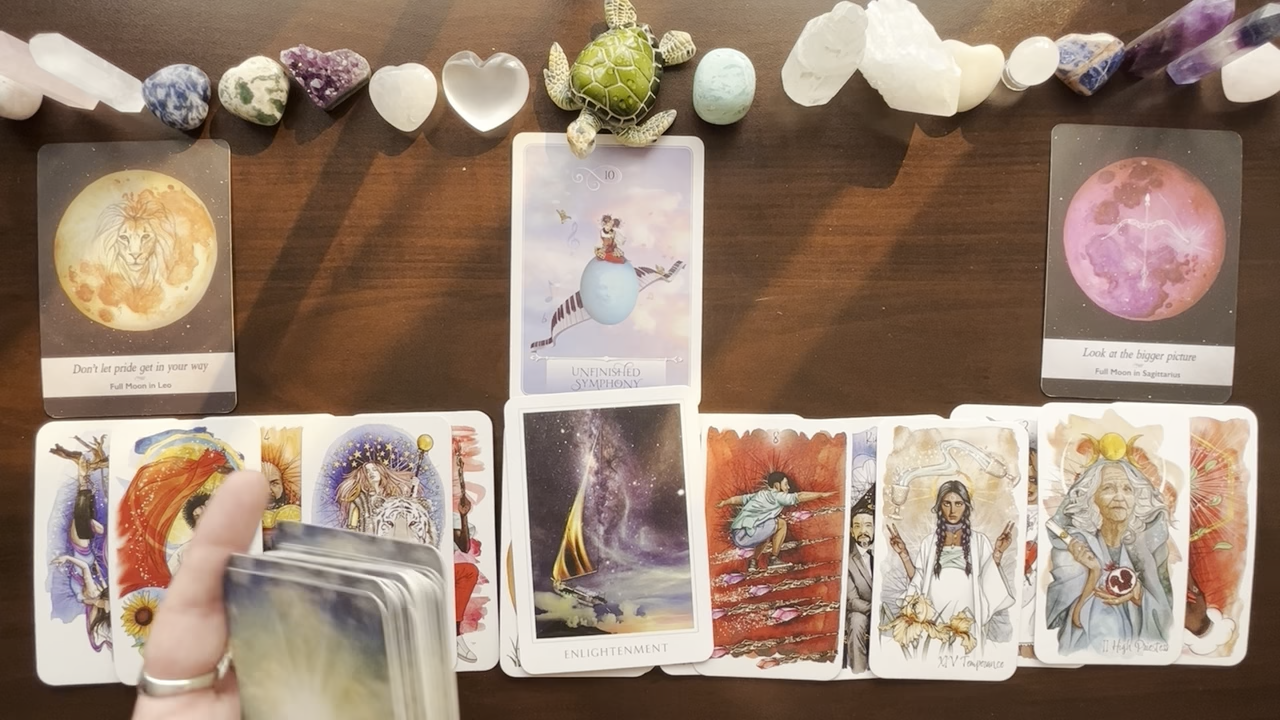 10
UNFINISHED
SYMPHONY
Don't let pride get in your way
Full Moon in Leo
Look at the bigger picture
Full Moon in Sagittarius
ENLIGHTENMENT
8
XIV Temperance
II High Priestess